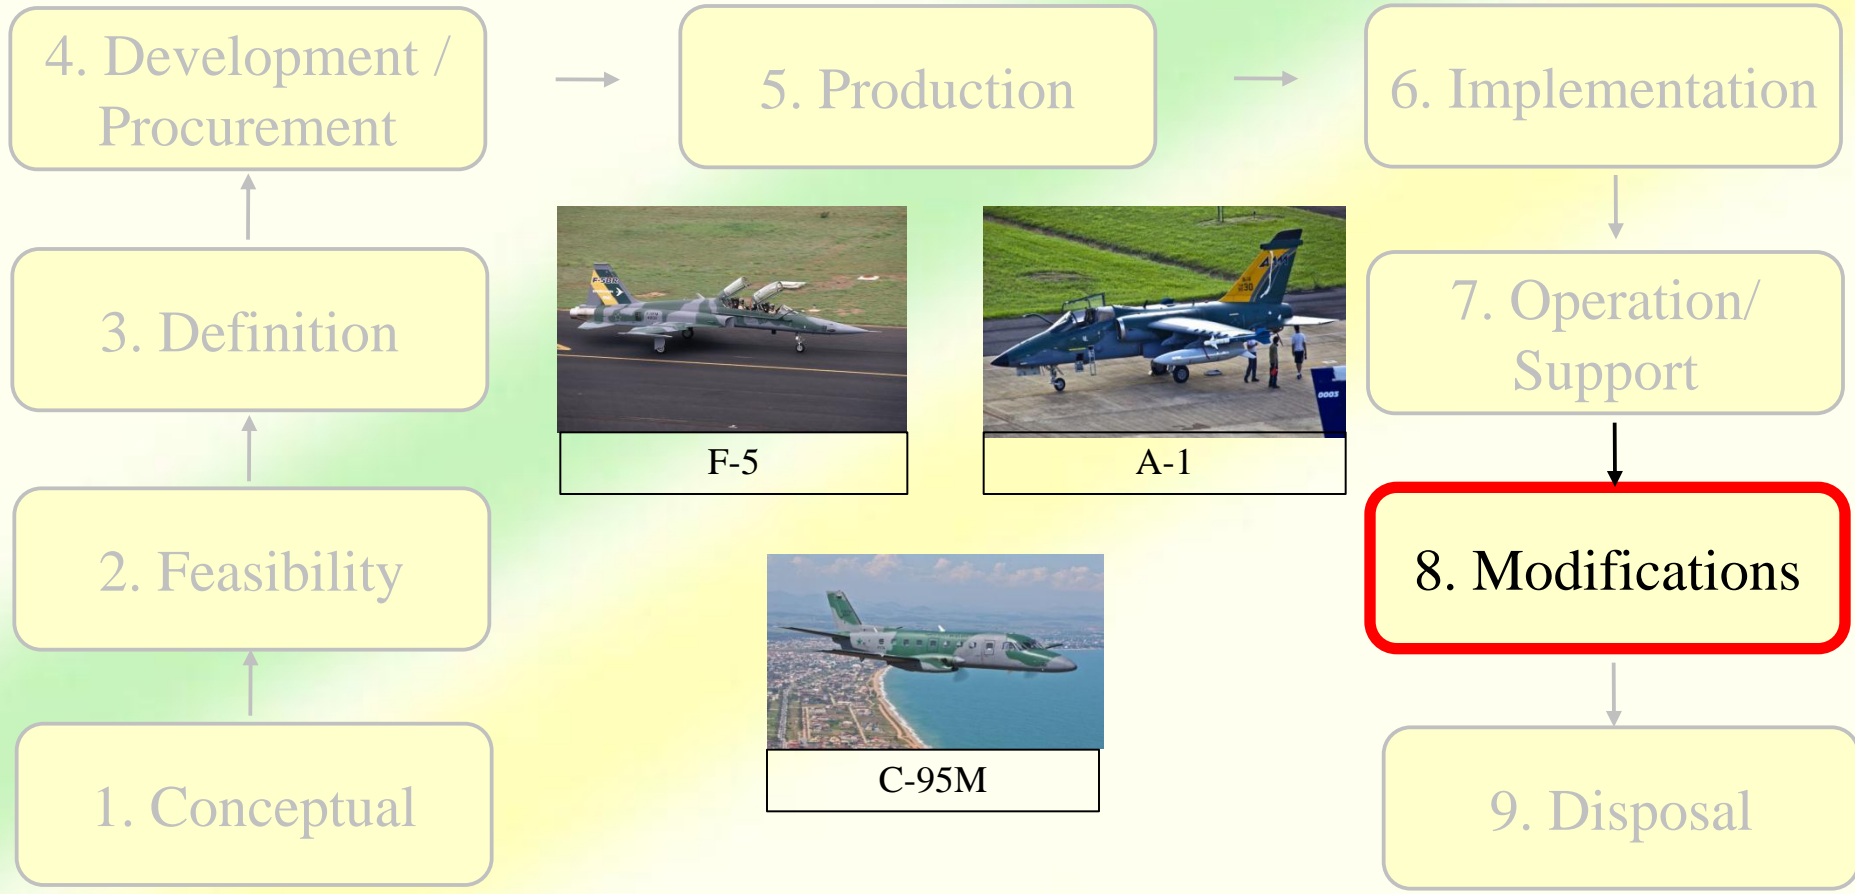 4. Development /
Procurement
5. Production
6. Implementation
3. Definition
7. Operation/
Support
F-5
A-1
2. Feasibility
8. Modifications
C-95M
1. Conceptual
9. Disposal
0003